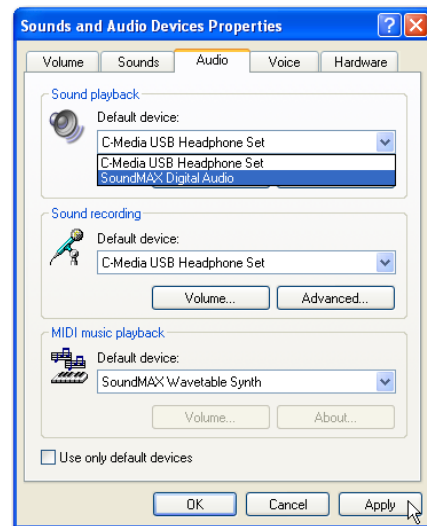 Sounds and Audio Devices Properties
Volume Sounds Audio Voice Hardware
Sound playback
Default device:
C-Media USB Headphone Set
C-Media USB Headphone Set
SoundMAX Digital Audio
Sound recording
Default device:
C-Media USB Headphone Set
Volume... Advanced...
MIDI music playback
Default device:
SoundMAX Wavetable Synth
Volume... About...
Use only default devices
OK Cancel Apply